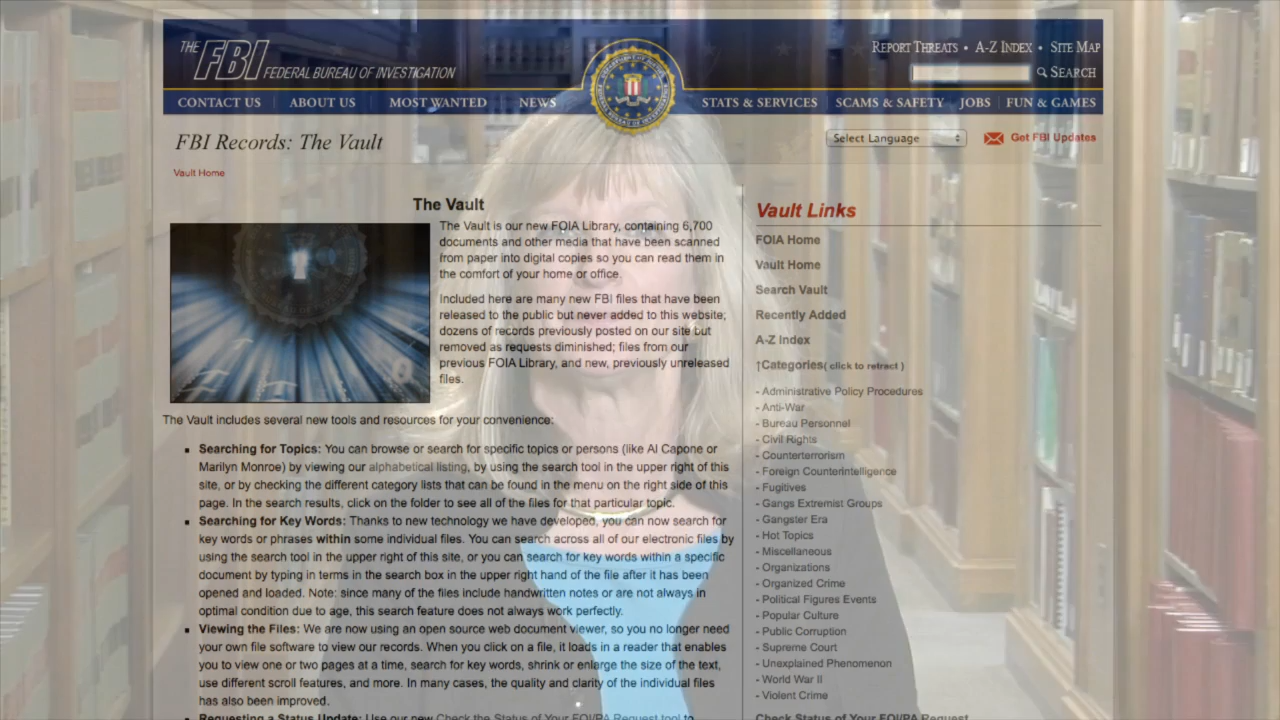 THE FBI FEDERAL BUREAU OF INVESTIGATION
REPORT THREATS • A-Z INDEX • SITE MAP
SEARCH
CONTACT US ABOUT US MOST WANTED NEWS STATS & SERVICES SCAMS & SAFETY JOBS FUN & GAMES
FBI Records: The Vault
Select Language
Get FBI Updates
Vault Home
The Vault
The Vault is our new FOIA Library, containing 6,700
documents and other media that have been scanned
from paper into digital copies so you can read them in
the comfort of your home or office.
Included here are many new FBI files that have been
released to the public but never added to this website;
dozens of records previously posted on our site but
removed as requests diminished; files from our
previous FOIA Library, and new, previously unreleased
files.
The Vault includes several new tools and resources for your convenience:
Searching for Topics: You can browse or search for specific topics or persons (like Al Capone or
Marilyn Monroe) by viewing our alphabetical listing, by using the search tool in the upper right of this
site, or by checking the different category lists that can be found in the menu on the right side of this
page. In the search results, click on the folder to see all of the files for that particular topic.
Searching for Key Words: Thanks to new technology we have developed, you can now search for
key words or phrases within some individual files. You can search across all of our electronic files by
using the search tool in the upper right of this site, or you can search for key words within a specific
document by typing in terms in the search box in the upper right hand of the file after it has been
opened and loaded. Note: since many of the files include handwritten notes or are not always in
optimal condition due to age, this search feature does not always work perfectly.
Viewing the Files: We are now using an open source web document viewer, so you no longer need
your own file software to view our records. When you click on a file, it loads in a reader that enables
you to view one or two pages at a time, search for key words, shrink or enlarge the size of the text,
use different scroll features, and more. In many cases, the quality and clarity of the individual files
has also been improved.
Requesting a Status Update: Use our new Check the Status of Your FOI/PA Request tool to
Vault Links
FOIA Home
Vault Home
Search Vault
Recently Added
A-Z Index
↑Categories( click to retract )
- Administrative Policy Procedures
- Anti-War
- Bureau Personnel
- Civil Rights
- Counterterrorism
- Foreign Counterintelligence
- Fugitives
- Gangs Extremist Groups
- Gangster Era
- Hot Topics
- Miscellaneous
- Organizations
- Organized Crime
- Political Figures Events
- Popular Culture
- Public Corruption
- Supreme Court
- Unexplained Phenomenon
- World War II
- Violent Crime
Check Status of Your FOI/PA Request